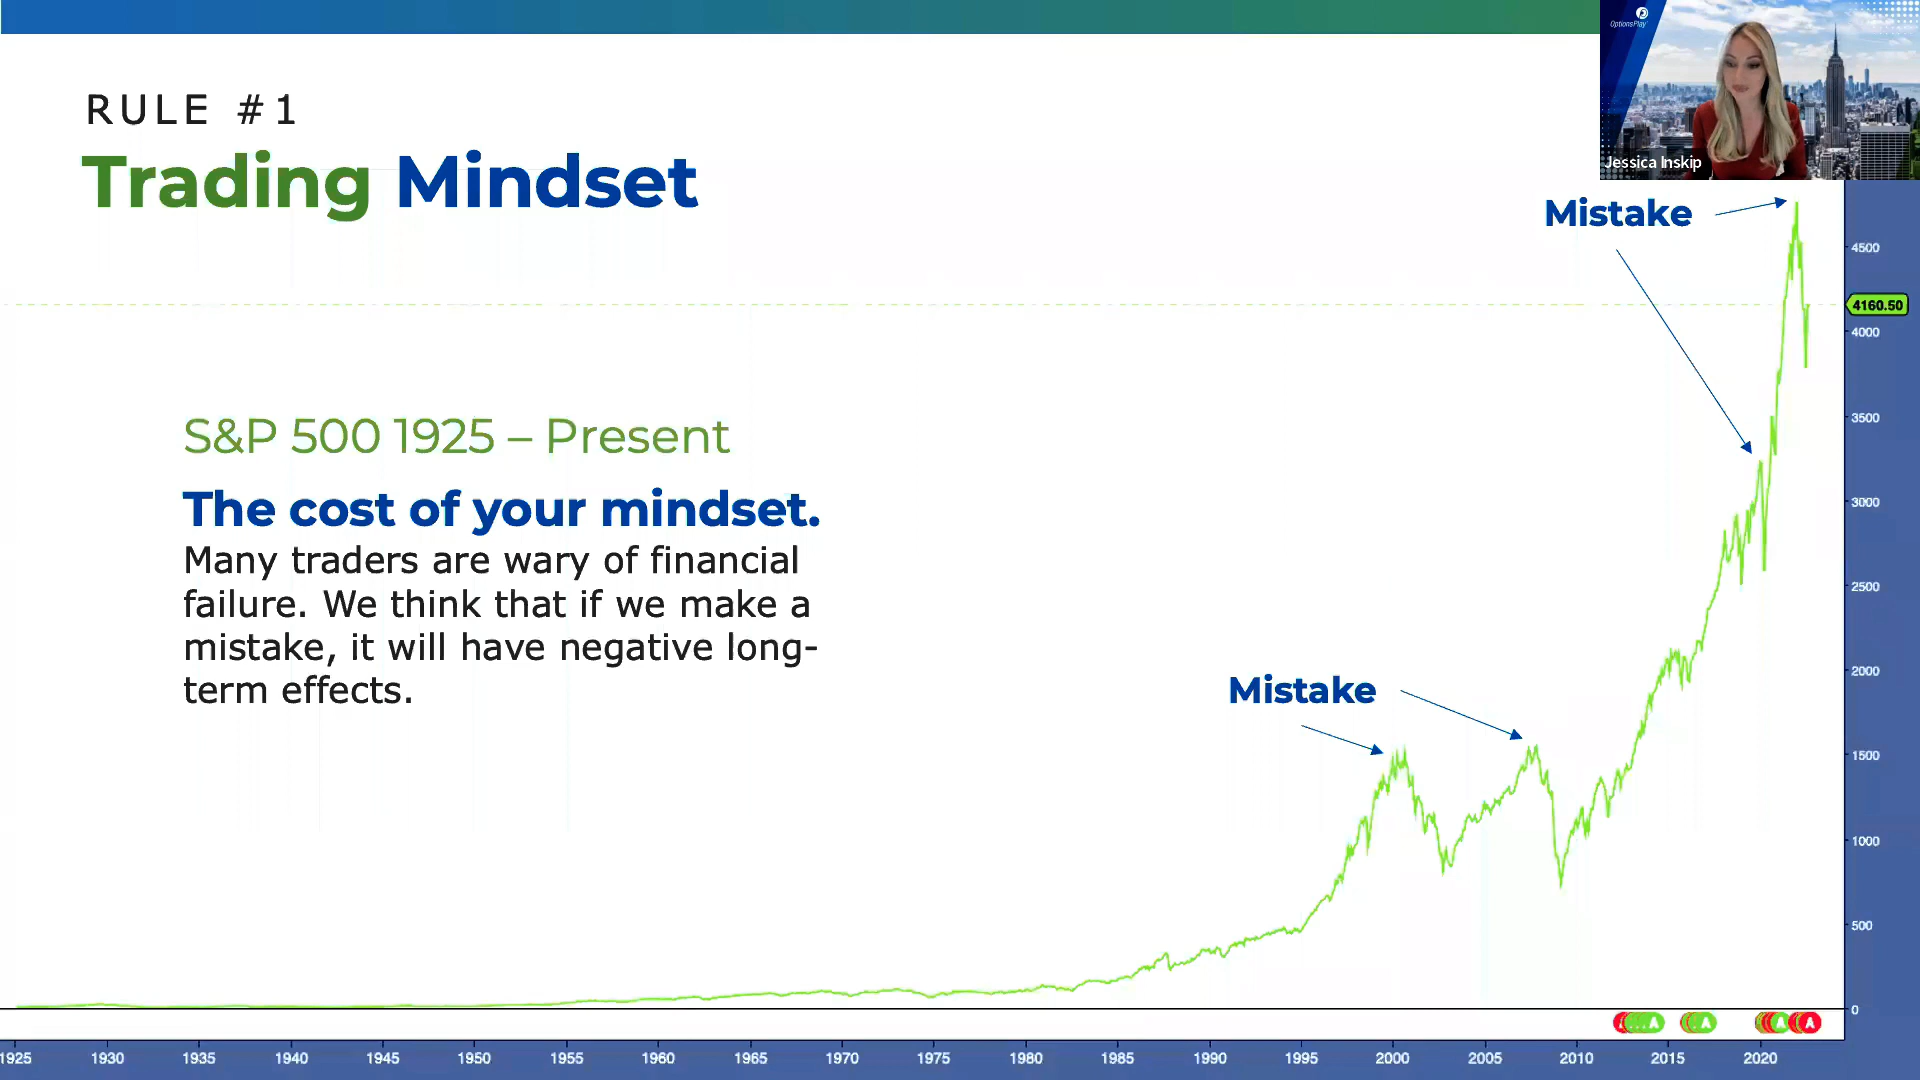 OptionsPlay
Jessica Inskip
RULE #1
Trading Mindset
Mistake
4500
4160.50
4000
S&P 500 1925 – Present
3500
The cost of your mindset.
3000
Many traders are wary of financial
failure. We think that if we make a
mistake, it will have negative long-
term effects.
2500
2000
Mistake
1500
1000
500
0
A
A
A
A
1925 1930 1935 1940 1945 1950 1955 1960 1965 1970 1975 1980 1985 1990 1995 2000 2005 2010 2015 2020